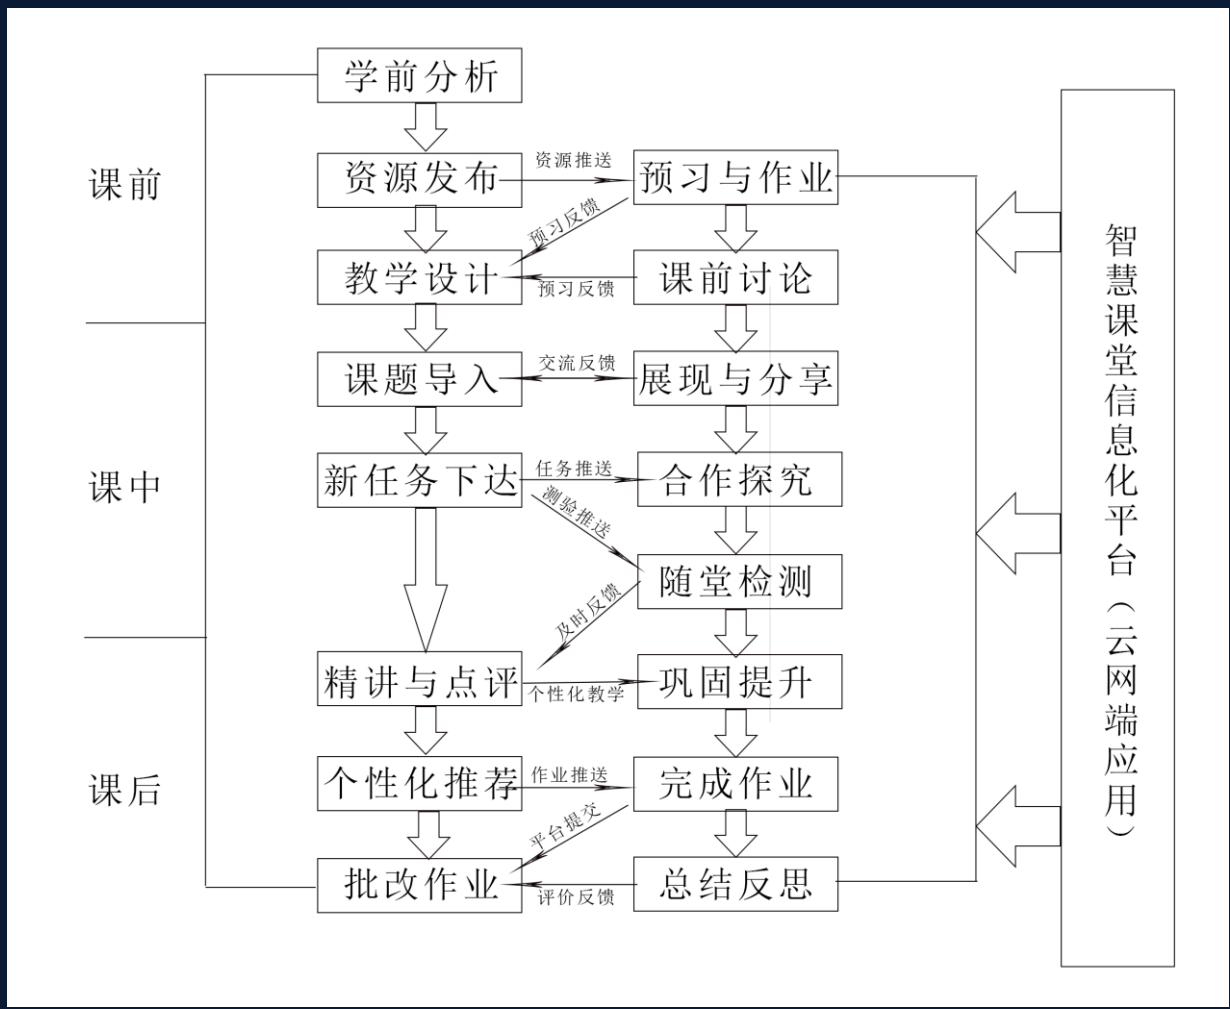 学前分析
课前
资源发布
资源推送
预习与作业
预习反馈
教学设计
预习反馈
课前讨论
课题导入
交流反馈
展现与分享
课中
新任务下达
任务推送
合作探究
测验推送
随堂检测
及时反馈
精讲与点评
个性化教学
巩固提升
课后
个性化推荐
作业推送
完成作业
平台提交
批改作业
评价反馈
总结反思
智慧课堂信息化平台（云网端应用）